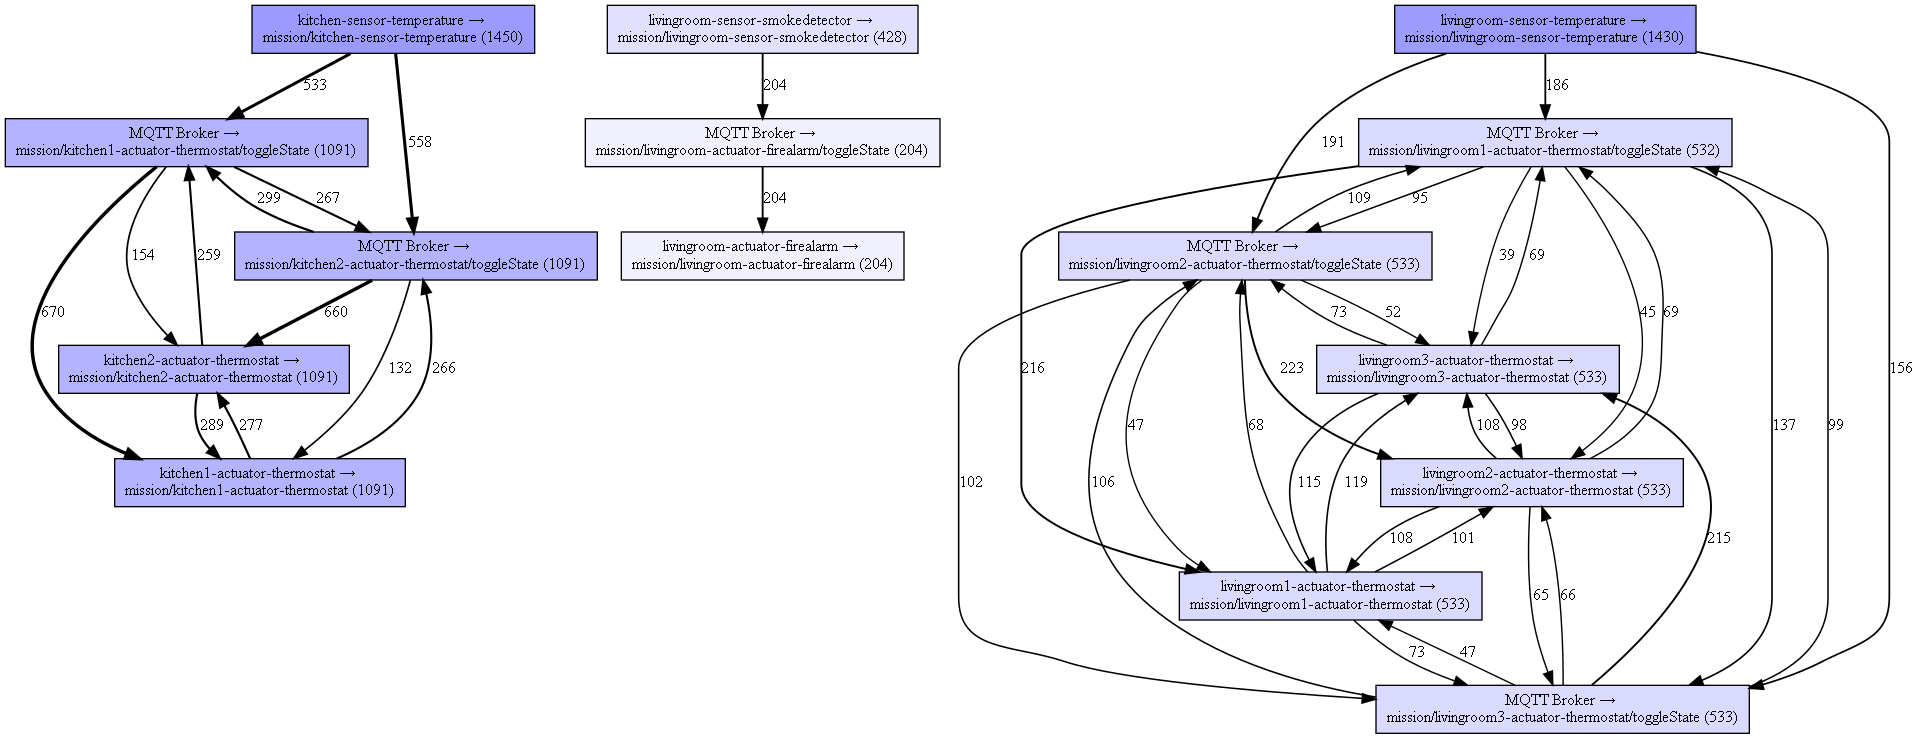 kitchen-sensor-temperature →
mission/kitchen-sensor-temperature (1450)
livingroom-sensor-smokedetector →
mission/livingroom-sensor-smokedetector (428)
livingroom-sensor-temperature →
mission/livingroom-sensor-temperature (1430)
533
204
186
MQTT Broker →
mission/kitchen1-actuator-thermostat/toggleState (1091)
558
MQTT Broker →
mission/livingroom-actuator-firealarm/toggleState (204)
191
MQTT Broker →
mission/livingroom1-actuator-thermostat/toggleState (532)
299
267
204
109
95
MQTT Broker →
mission/kitchen2-actuator-thermostat/toggleState (1091)
livingroom-actuator-firealarm →
mission/livingroom-actuator-firealarm (204)
MQTT Broker →
mission/livingroom2-actuator-thermostat/toggleState (533)
154
259
39
69
670
660
73
52
45
69
kitchen2-actuator-thermostat →
mission/kitchen2-actuator-thermostat (1091)
132
266
216
223
livingroom3-actuator-thermostat →
mission/livingroom3-actuator-thermostat (533)
156
289
277
47
68
108
98
137
99
kitchen1-actuator-thermostat →
mission/kitchen1-actuator-thermostat (1091)
102
106
115
119
livingroom2-actuator-thermostat →
mission/livingroom2-actuator-thermostat (533)
108
101
215
livingroom1-actuator-thermostat →
mission/livingroom1-actuator-thermostat (533)
65
66
73
47
MQTT Broker →
mission/livingroom3-actuator-thermostat/toggleState (533)